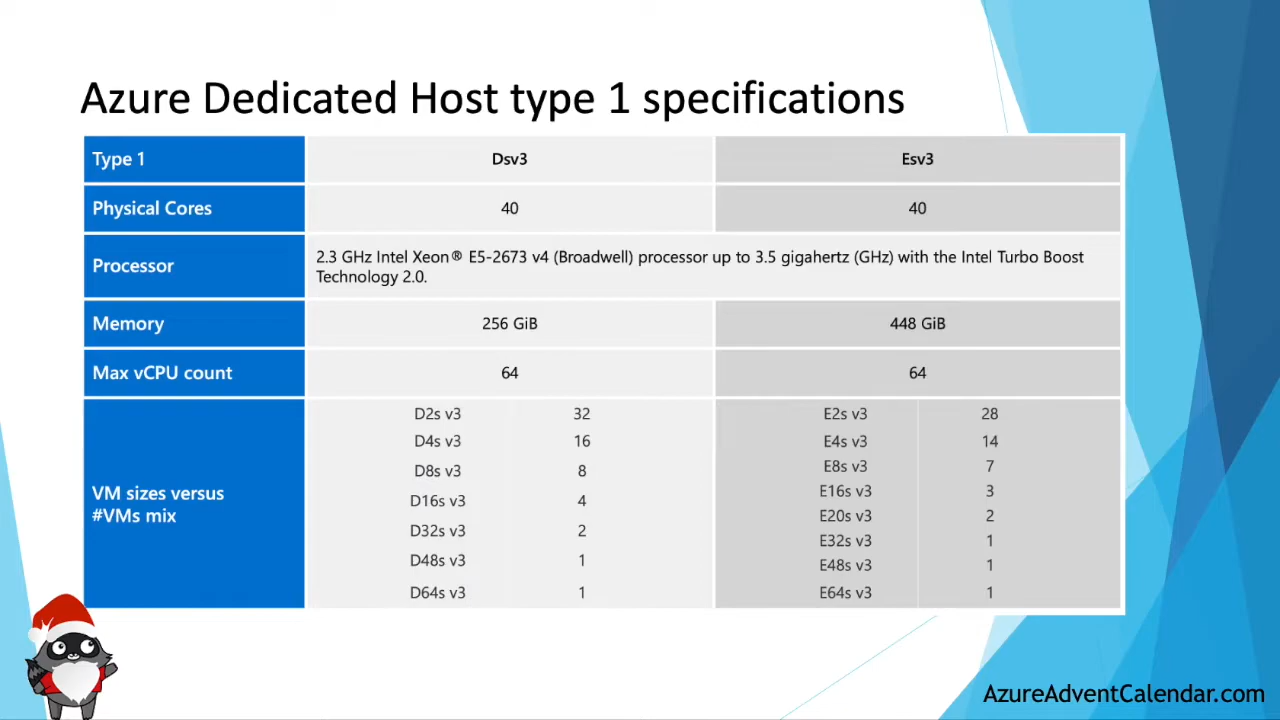 Azure Dedicated Host type 1 specifications
Type 1 Dsv3 Esv3
Physical Cores 40 40
Processor 2.3 GHz Intel Xeon® E5-2673 v4 (Broadwell) processor up to 3.5 gigahertz (GHz) with the Intel Turbo Boost
Technology 2.0.
Memory 256 GiB 448 GiB
Max vCPU count 64 64
VM sizes versus
#VMs mix
D2s v3 32
D4s v3 16
D8s v3 8
D16s v3 4
D32s v3 2
D48s v3 1
D64s v3 1
E2s v3 28
E4s v3 14
E8s v3 7
E16s v3 3
E20s v3 2
E32s v3 1
E48s v3 1
E64s v3 1
AzureAdventCalendar.com